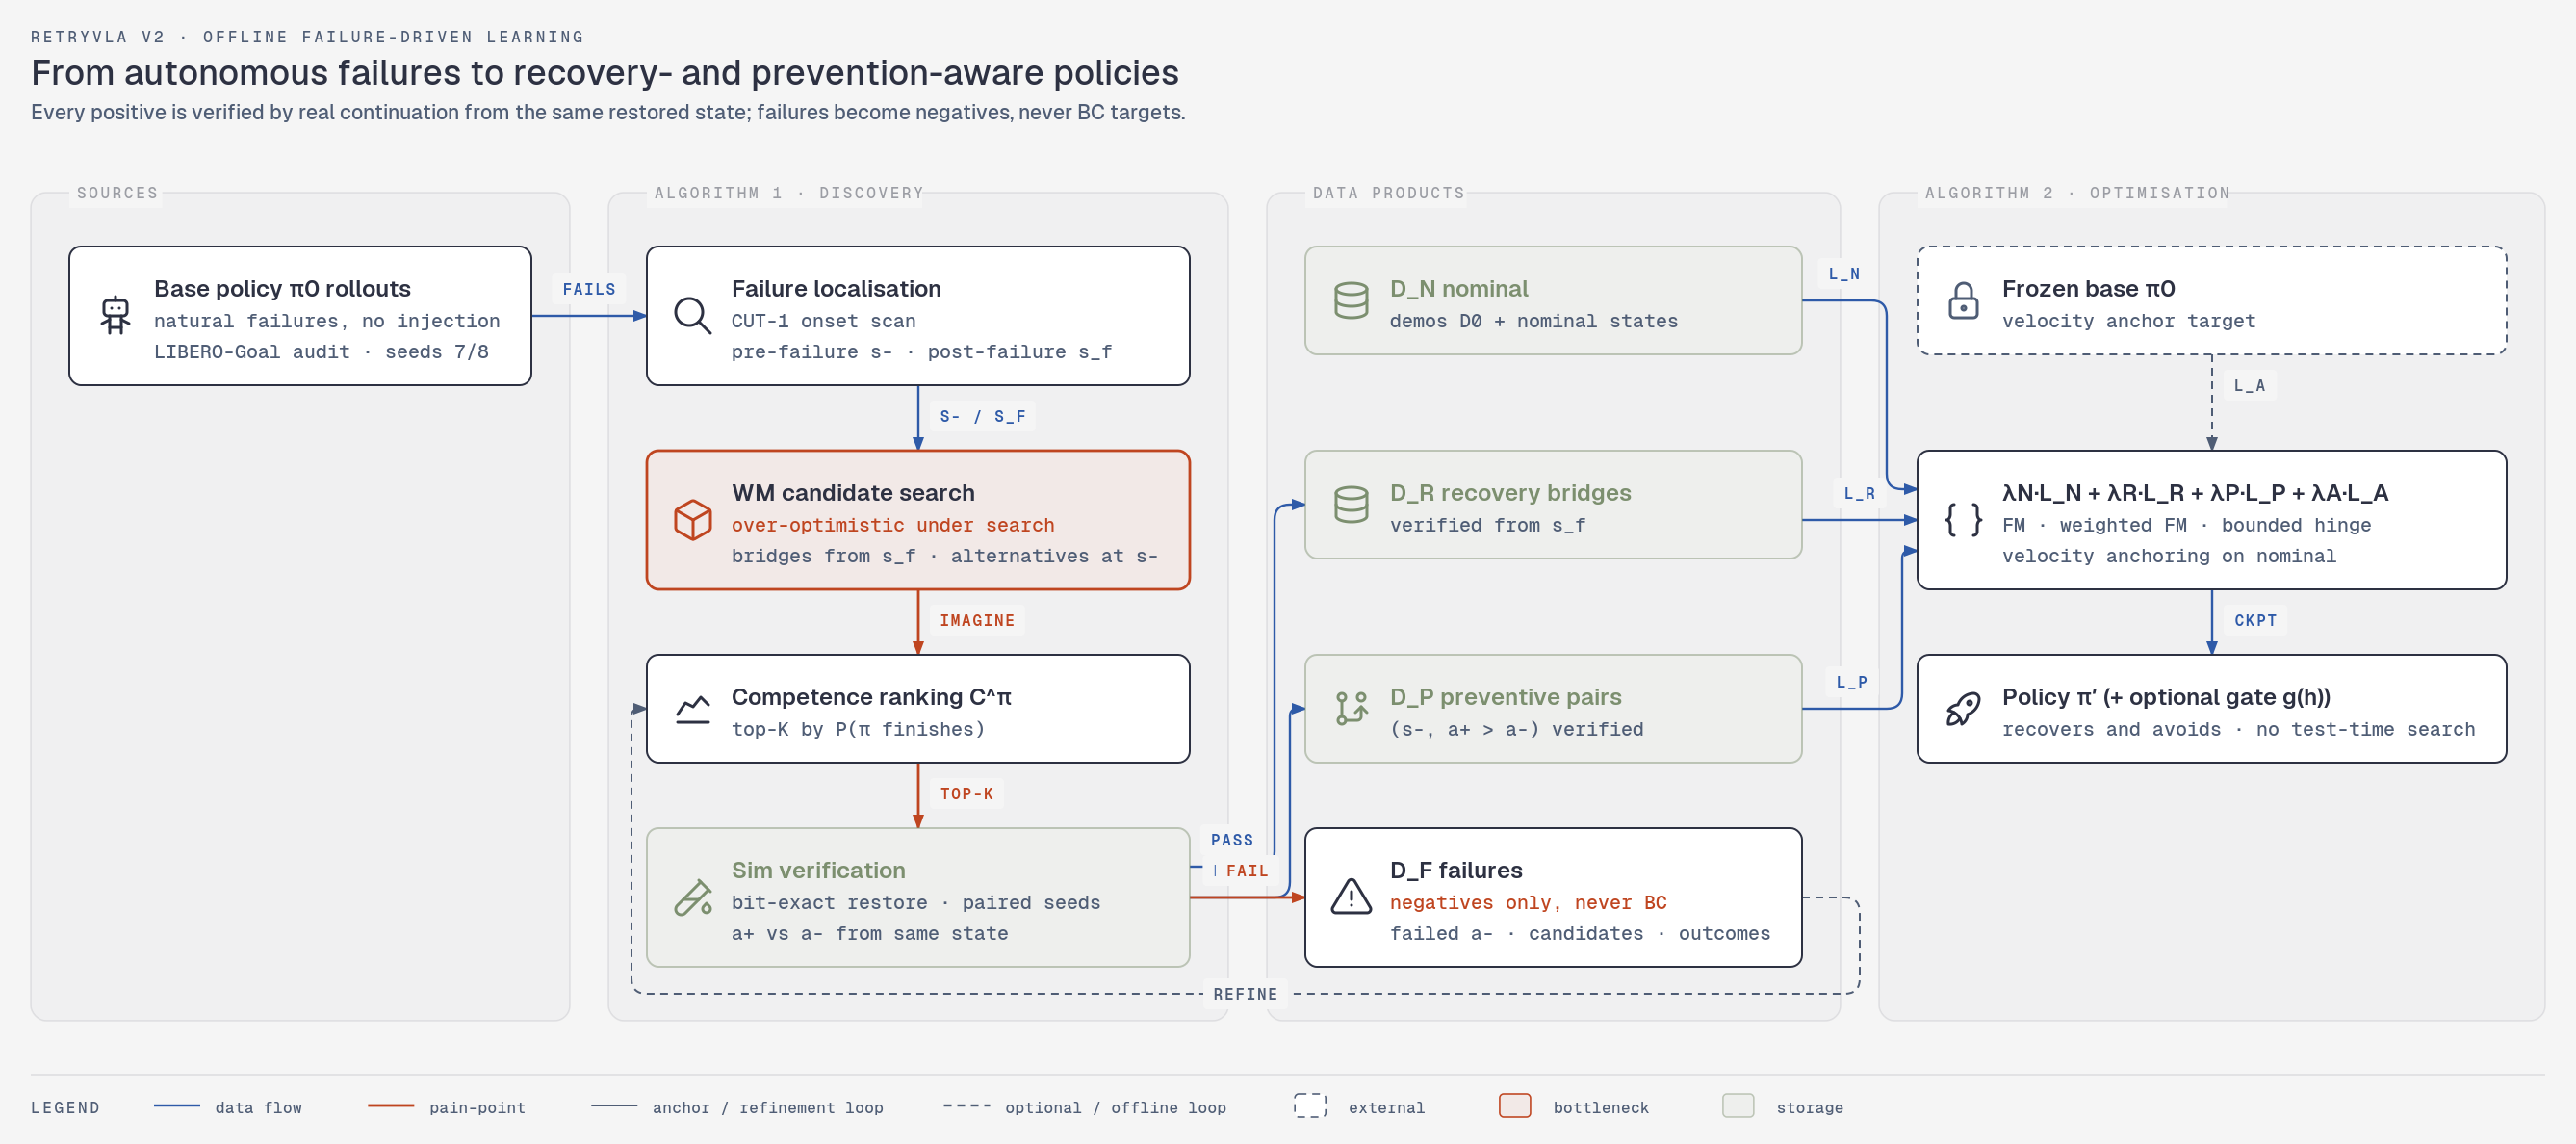 RETRYVLA V2 · OFFLINE FAILURE-DRIVEN LEARNING
From autonomous failures to recovery- and prevention-aware policies
Every positive is verified by real continuation from the same restored state; failures become negatives, never BC targets.
SOURCES
Base policy π0 rollouts
natural failures, no injection
LIBERO-Goal audit · seeds 7/8
FAILS
ALGORITHM 1 · DISCOVERY
Failure localisation
CUT-1 onset scan
pre-failure s- · post-failure s_f
S- / S_F
WM candidate search
over-optimistic under search
bridges from s_f · alternatives at s-
IMAGINE
Competence ranking C^π
top-K by P(π finishes)
TOP-K
Sim verification
bit-exact restore · paired seeds
a+ vs a- from same state
PASS
FAIL
REFINE
DATA PRODUCTS
D_N nominal
demos D0 + nominal states
D_R recovery bridges
verified from s_f
D_P preventive pairs
(s-, a+ > a-) verified
D_F failures
negatives only, never BC
failed a- · candidates · outcomes
L_N
L_R
L_P
ALGORITHM 2 · OPTIMISATION
Frozen base π0
velocity anchor target
L_A
λN·L_N + λR·L_R + λP·L_P + λA·L_A
FM · weighted FM · bounded hinge
velocity anchoring on nominal
CKPT
Policy π′ (+ optional gate g(h))
recovers and avoids · no test-time search
LEGEND
data flow
pain-point
anchor / refinement loop
optional / offline loop
external
bottleneck
storage